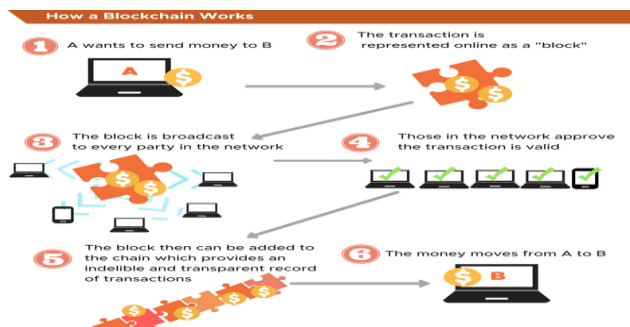 How a Blockchain Works
1
A wants to send money to B
A
$
2
The transaction is
represented online as a "block"
$
$
3
The block is broadcast
to every party in the network
$
$
4
Those in the network approve
the transaction is valid
5
The block then can be added to
the chain which provides an
indelible and transparent record
of transactions
$
$
$
$
6
The money moves from A to B
$
B